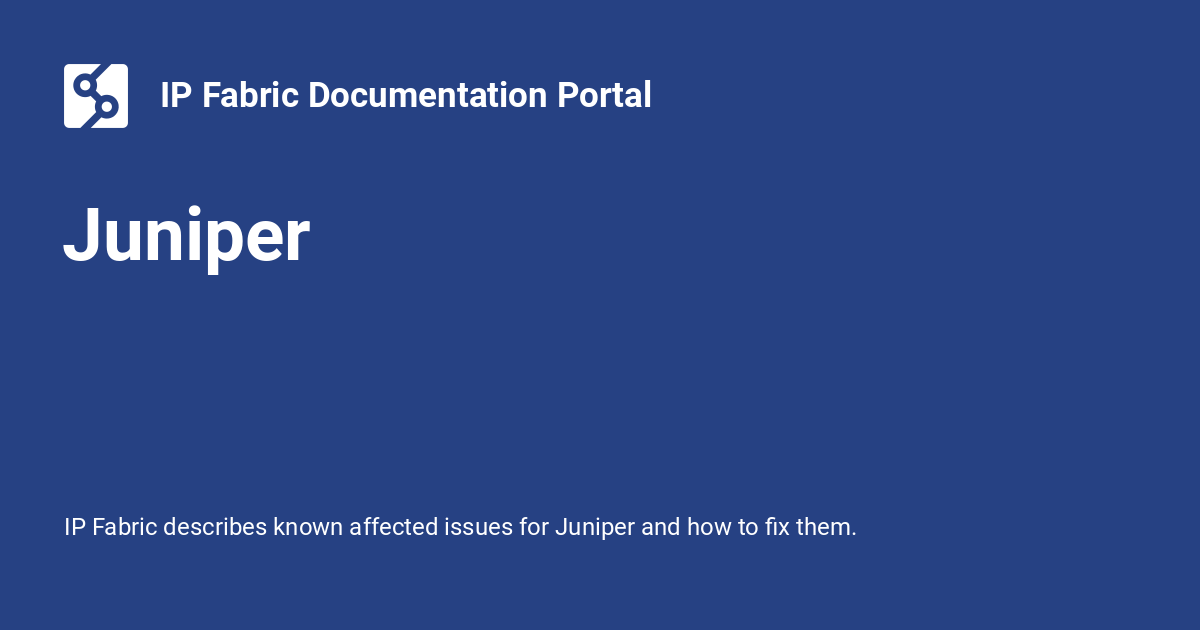 IP Fabric Documentation Portal
Juniper
IP Fabric describes known affected issues for Juniper and how to fix them.